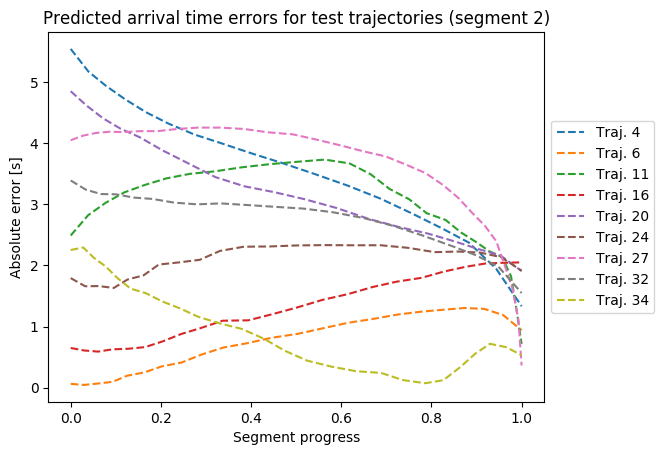 Predicted arrival time errors for test trajectories (segment 2)
Absolute error [s]
5
4
3
2
1
0
0.0 0.2 0.4 0.6 0.8 1.0
Segment progress
Traj. 4
Traj. 6
Traj. 11
Traj. 16
Traj. 20
Traj. 24
Traj. 27
Traj. 32
Traj. 34